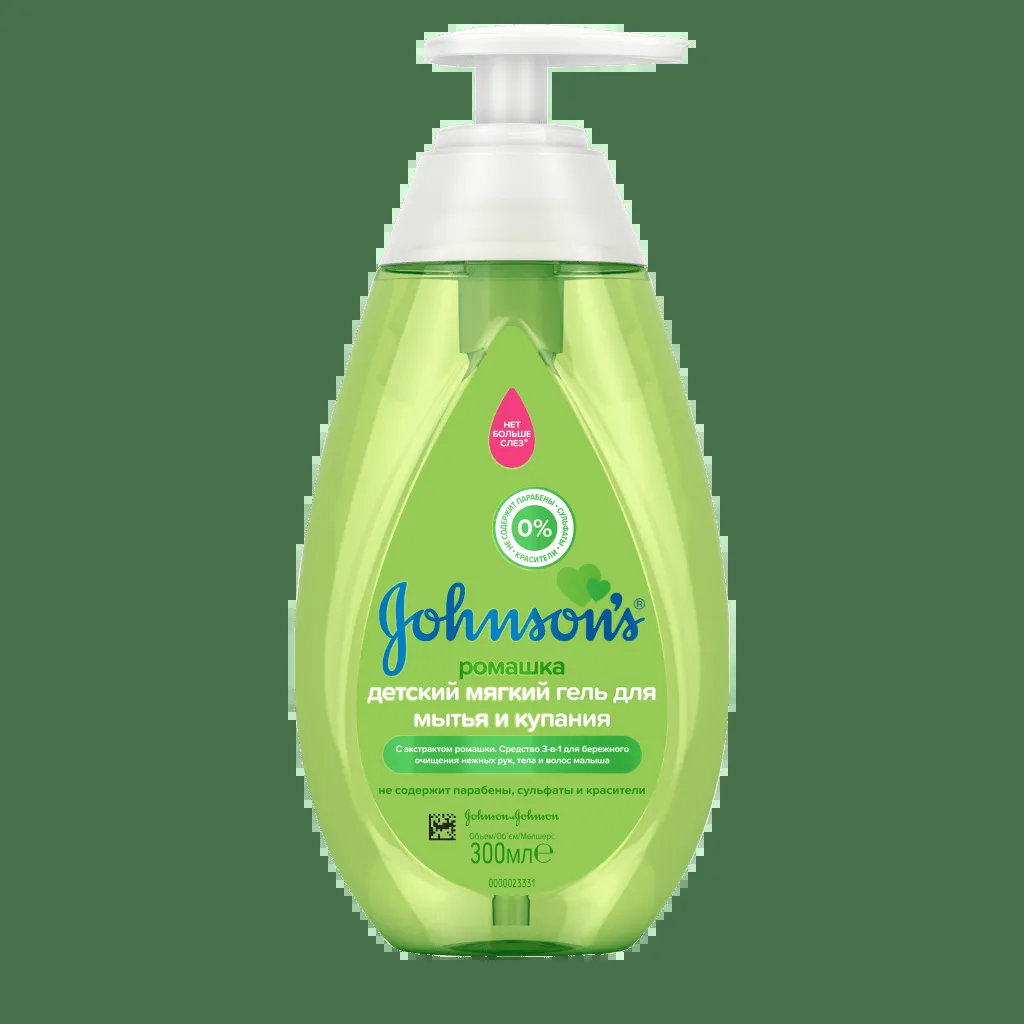 НЕТ
БОЛЬШЕ
СЛЕЗ*
НЕ СОДЕРЖИТ ПАРАБЕНЫ • СУЛЬФАТЫ • КРАСИТЕЛИ •
0%
Johnson's®
ромашка
детский мягкий гель для
мытья и купания
С экстрактом ромашки. Средство 3-в-1 для бережного
очищения нежных рук, тела и волос малыша
не содержит парабены, сульфаты и красители
Johnson&Johnson
Объем/Об'єм/Мөлшері:
300мл℮
0000023331